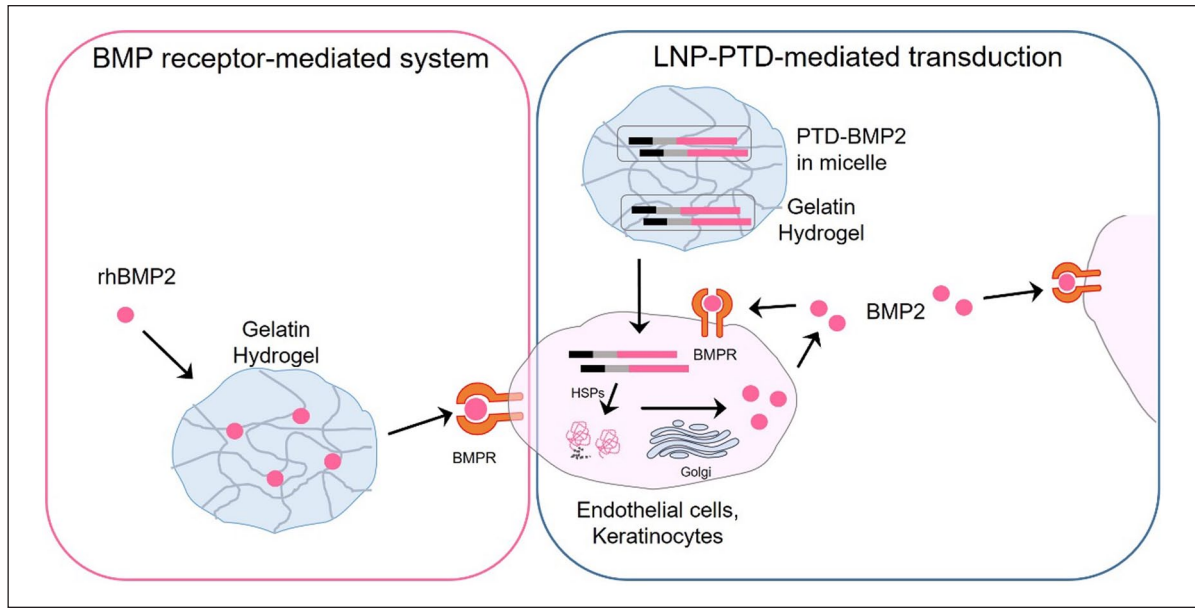 BMP receptor-mediated system
rhBMP2
Gelatin
Hydrogel
BMPR
LNP-PTD-mediated transduction
PTD-BMP2
in micelle
Gelatin
Hydrogel
BMPR
BMP2
HSPs
Golgi
Endothelial cells,
Keratinocytes